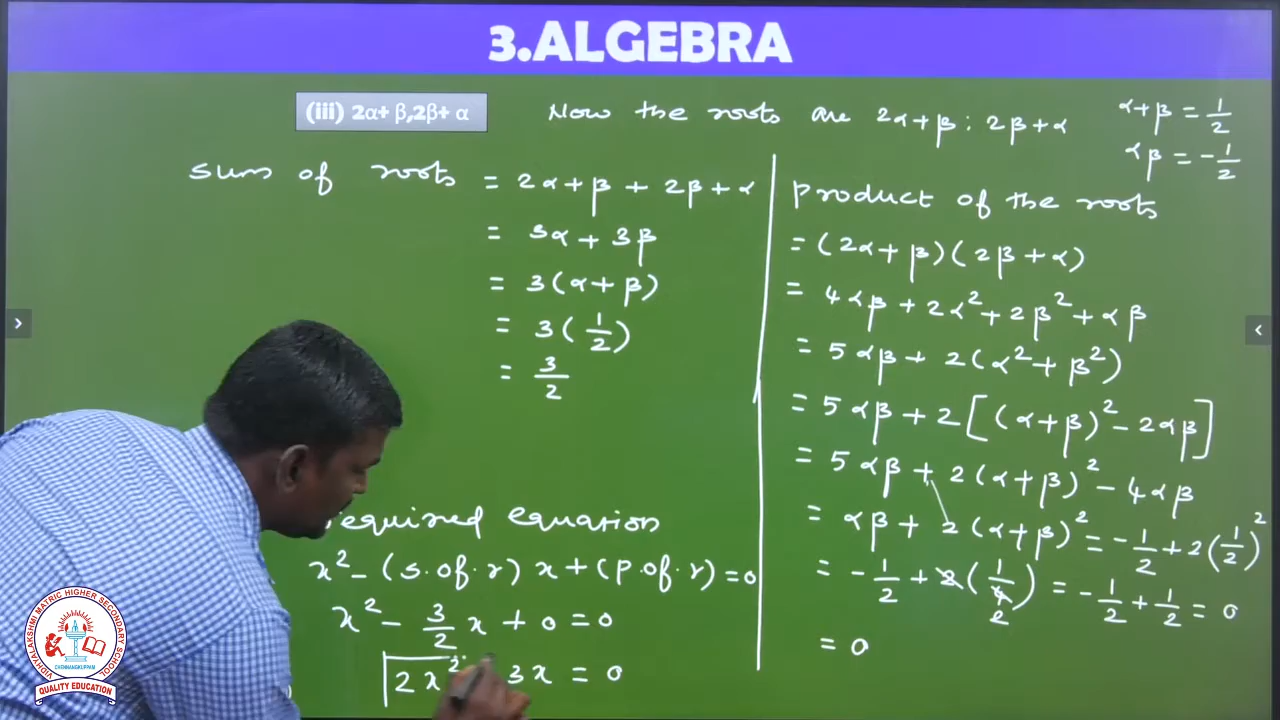 3.ALGEBRA
(iii) 2α+ β,2β+ α
Now the roots are 2α+β ; 2β+α
α+β = 1/2
αβ = -1/2
sum of roots = 2α+β + 2β+α
= 3α + 3β
= 3(α+β)
= 3(1/2)
= 3/2
required equation
x² - (s.of.r) x + (p.of.r) = 0
x² - 3/2 x + 0 = 0
2x² 3x = 0
product of the roots
= (2α+β)(2β+α)
= 4αβ + 2α² + 2β² + αβ
= 5αβ + 2(α² + β²)
= 5αβ + 2[(α+β)² - 2αβ]
= 5αβ + 2(α+β)² - 4αβ
= αβ + 2(α+β)² = -1/2 + 2(1/2)²
= -1/2 + 2(1/4) = -1/2 + 1/2 = 0
2
= 0
VIDHYALAKSHMI MATRIC HIGHER SECONDARY SCHOOL
CHENNANGKUPPAM
QUALITY EDUCATION